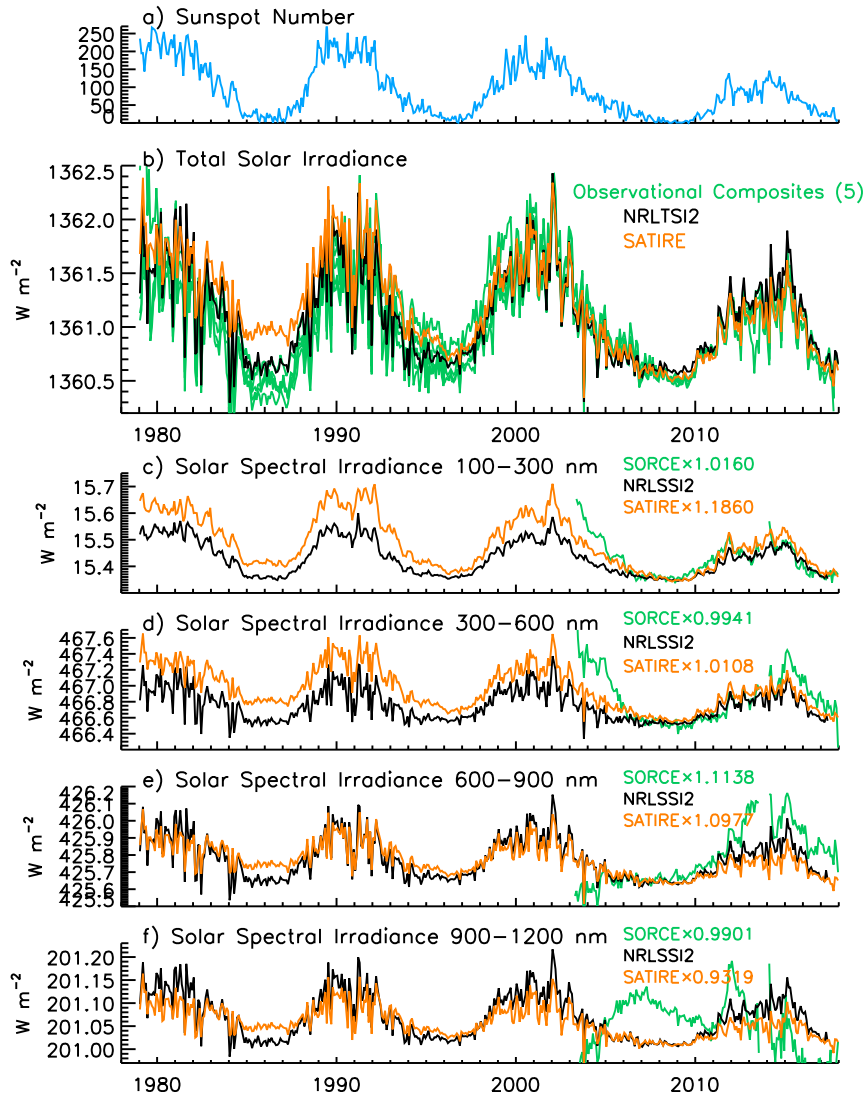 a) Sunspot Number
250
200
150
100
50
0
b) Total Solar Irradiance
1362.5
1362.0
1361.5
1361.0
1360.5
W m−2
Observational Composites (5)
NRLTSI2
SATIRE
1980 1990 2000 2010
c) Solar Spectral Irradiance 100−300 nm
SORCE×1.0160
NRLSSI2
SATIRE×1.1860
15.7
15.6
15.5
15.4
W m−2
d) Solar Spectral Irradiance 300−600 nm
SORCE×0.9941
NRLSSI2
SATIRE×1.0108
467.6
467.2
467.0
466.8
466.6
466.4
W m−2
e) Solar Spectral Irradiance 600−900 nm
SORCE×1.1138
NRLSSI2
SATIRE×1.0977
426.2
426.1
426.0
425.9
425.8
425.7
425.6
425.5
W m−2
f) Solar Spectral Irradiance 900−1200 nm
SORCE×0.9901
NRLSSI2
SATIRE×0.9319
201.20
201.15
201.10
201.05
201.00
W m−2
1980 1990 2000 2010